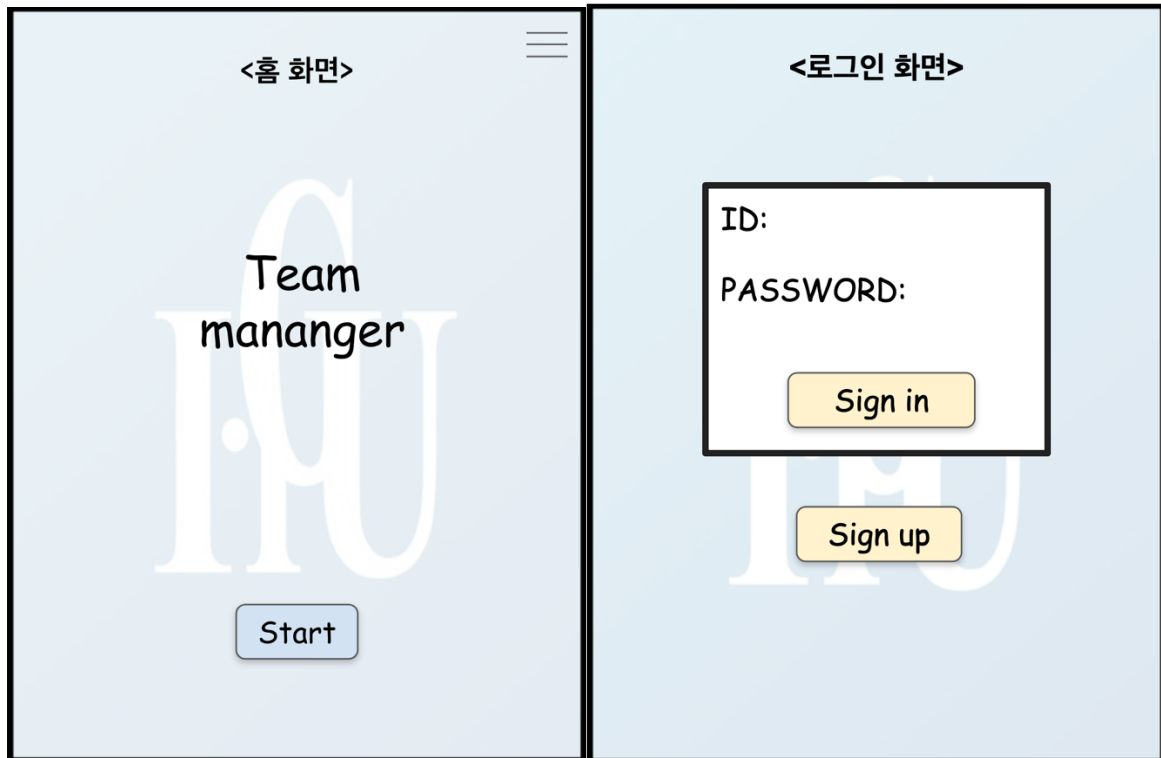 <홈 화면>
Team
mananger
Start
<로그인 화면>
ID:
PASSWORD:
Sign in
Sign up